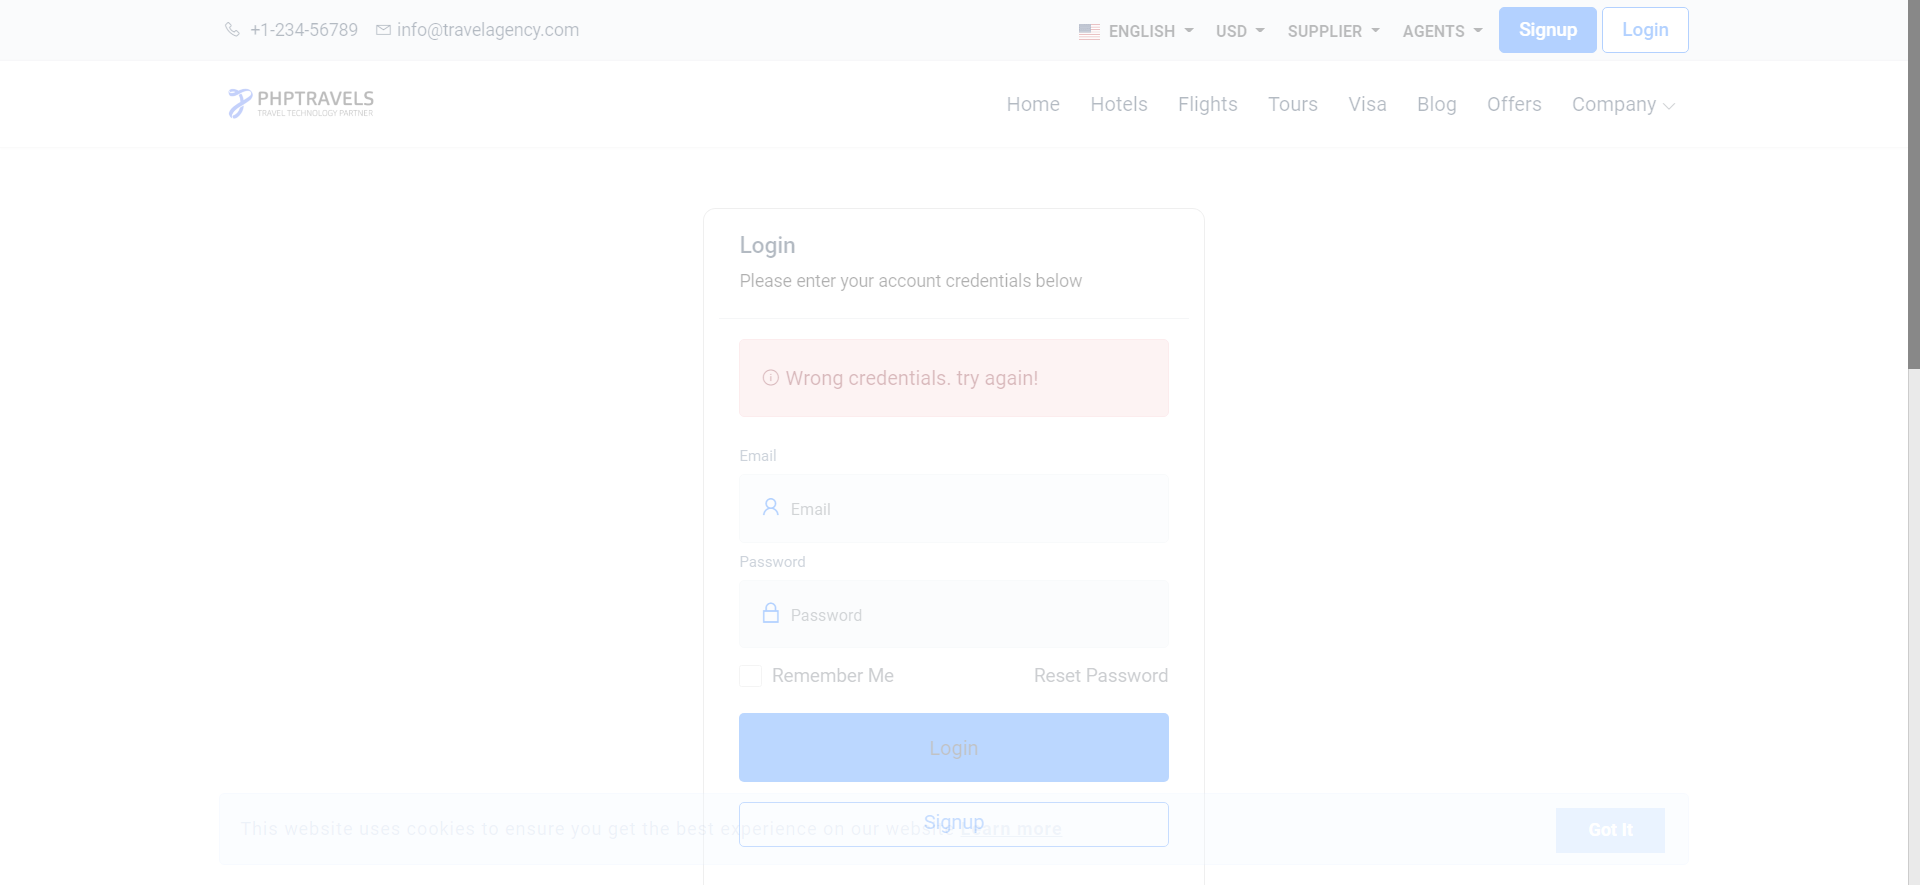 +1-234-56789 info@travelagency.com ENGLISH USD SUPPLIER AGENTS Signup Login
PHPTRAVELS
TRAVEL TECHNOLOGY PARTNER
Home Hotels Flights Tours Visa Blog Offers Company
Login
Please enter your account credentials below
Wrong credentials. try again!
Email
Email
Password
Password
Remember Me Reset Password
Login
Signup
This website uses cookies to ensure you get the best experience on our website Learn more
Got It